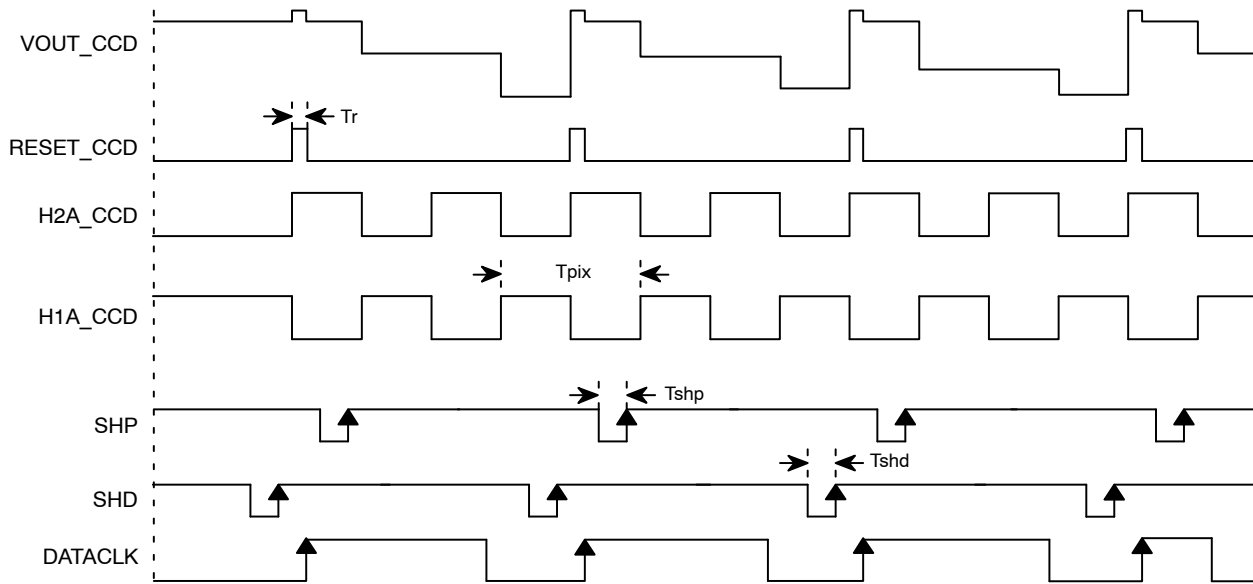 VOUT_CCD
Tr
RESET_CCD
H2A_CCD
Tpix
H1A_CCD
Tshp
SHP
Tshd
SHD
DATACLK